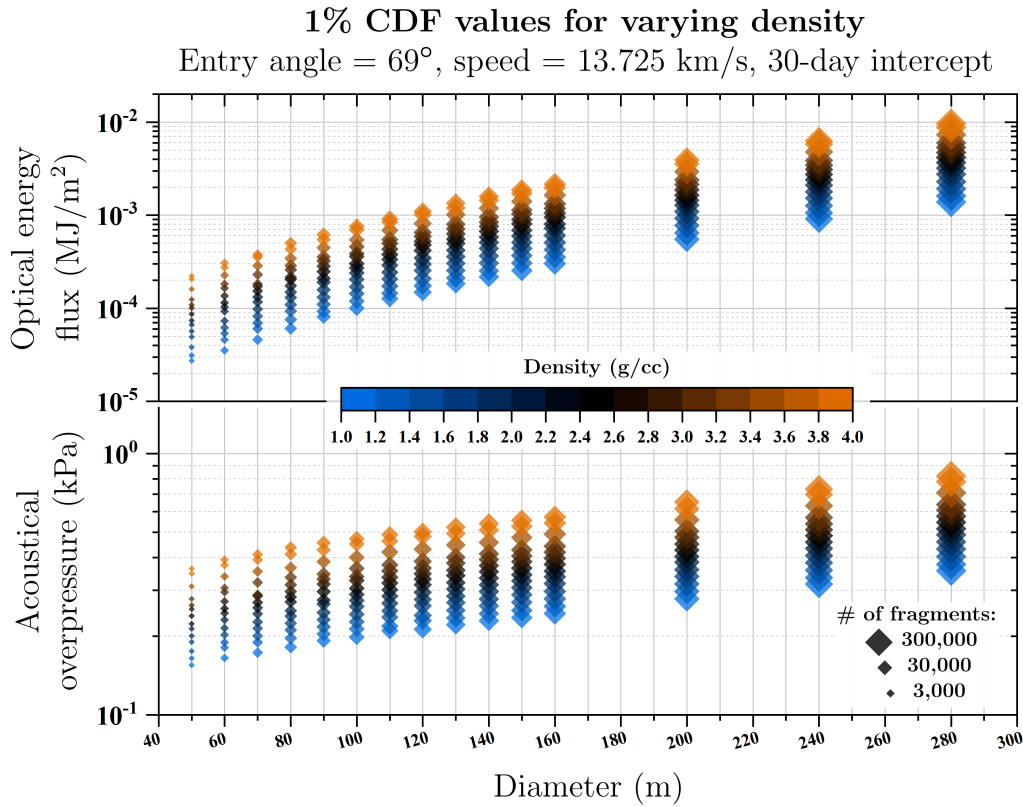 1% CDF values for varying density
Entry angle = 69°, speed = 13.725 km/s, 30-day intercept
Optical energy
flux (MJ/m²)
10⁻²
10⁻³
10⁻⁴
10⁻⁵
Density (g/cc)
1.0 1.2 1.4 1.6 1.8 2.0 2.2 2.4 2.6 2.8 3.0 3.2 3.4 3.6 3.8 4.0
Acoustical
overpressure (kPa)
10⁰
10⁻¹
# of fragments:
300,000
30,000
3,000
40 60 80 100 120 140 160 180 200 220 240 260 280 300
Diameter (m)